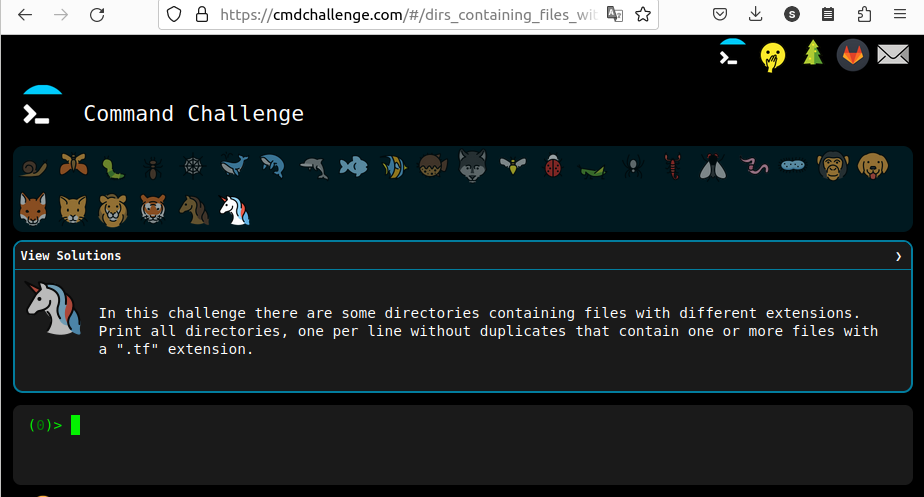 https://cmdchallenge.com/#/dirs_containing_files_wit
Command Challenge
View Solutions
In this challenge there are some directories containing files with different extensions.
Print all directories, one per line without duplicates that contain one or more files with
a ".tf" extension.
(0)>